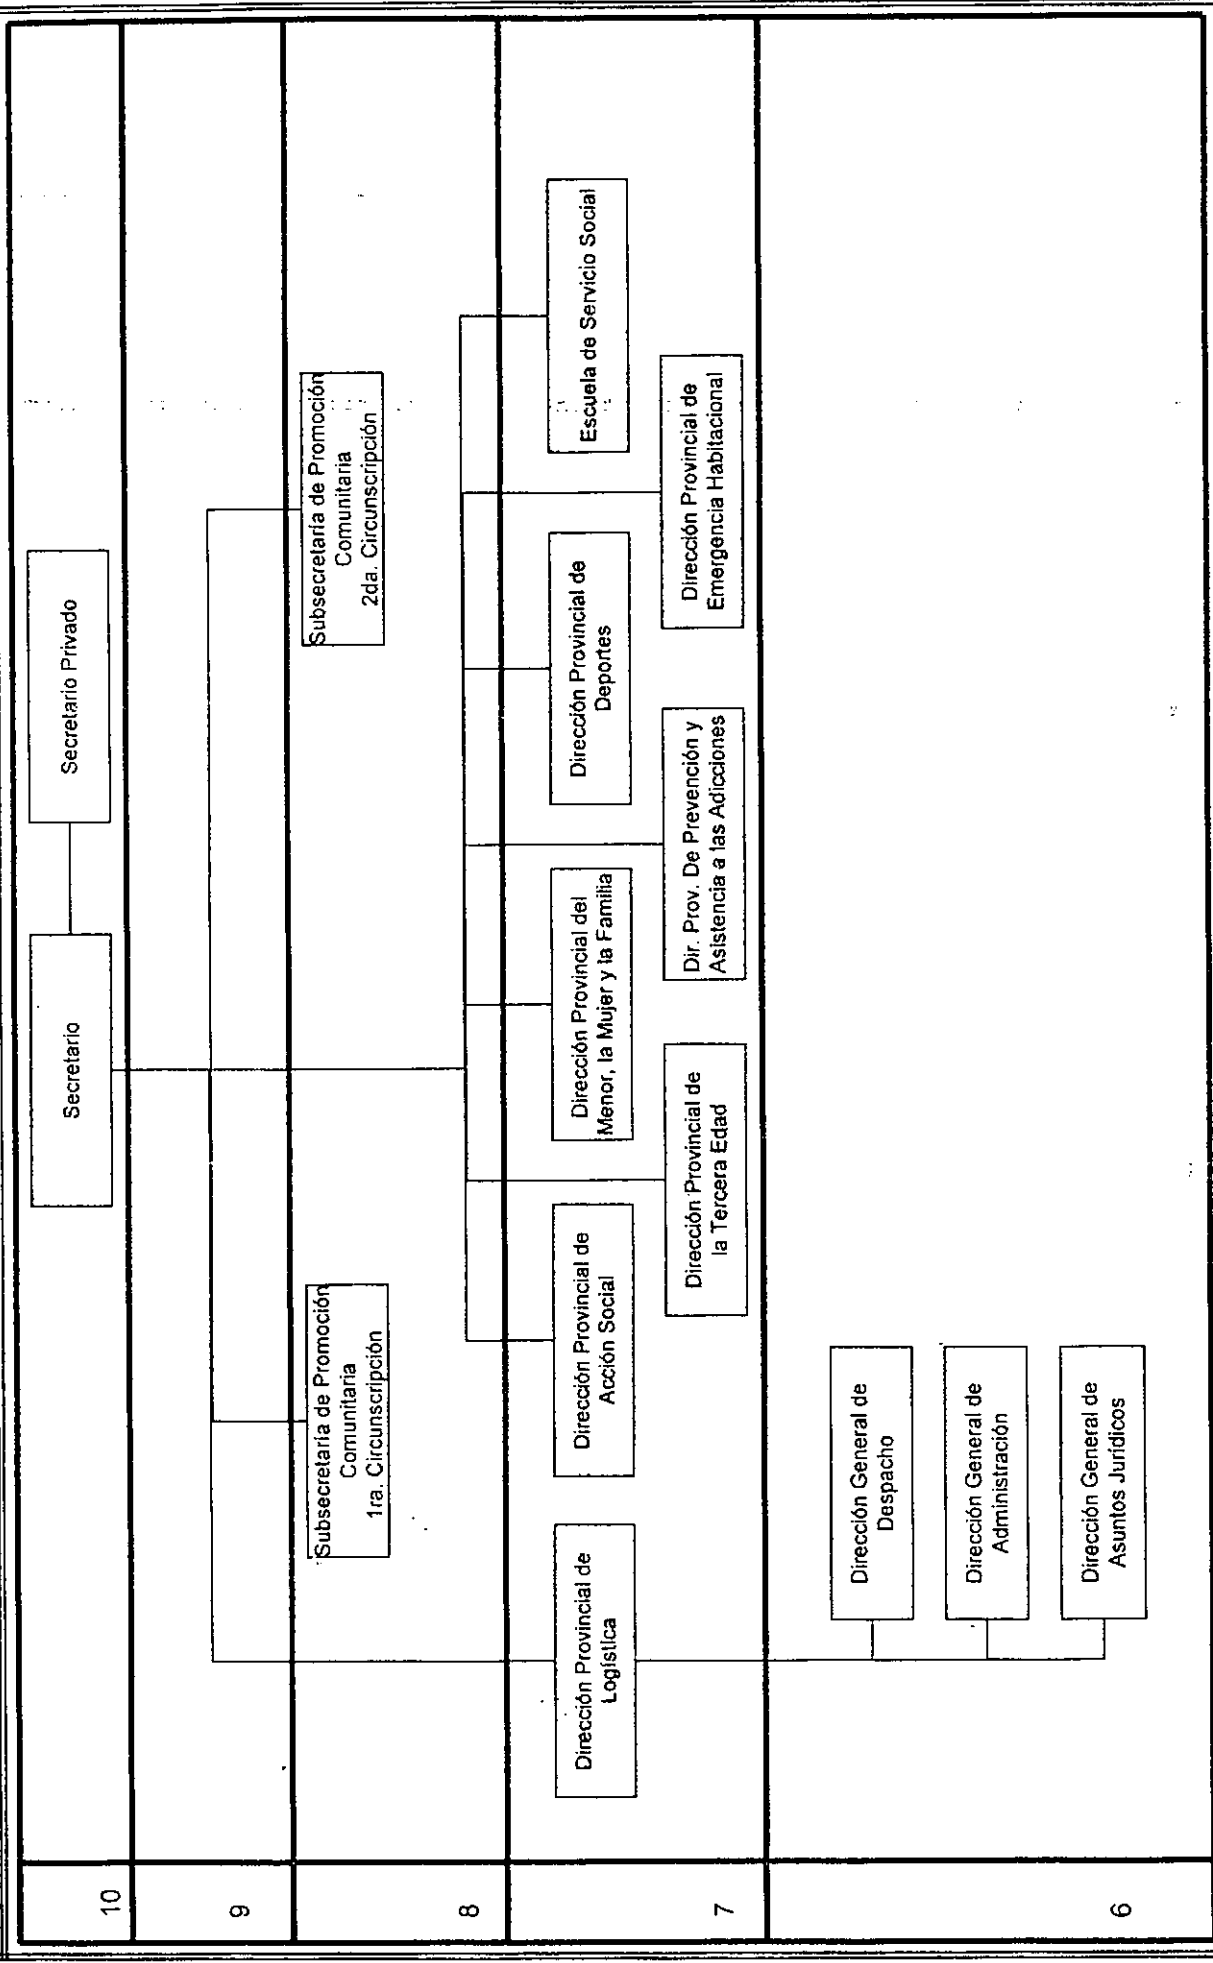 10
Secretario
Secretario Privado
9
8
Subsecretaría de Promoción
Comunitaria
1ra. Circunscripción
Subsecretaría de Promoción
Comunitaria
2da. Circunscripción
7
Dirección Provincial de
Logística
Dirección Provincial de
Acción Social
Dirección Provincial del
Menor, la Mujer y la Familia
Dirección Provincial de
Deportes
Escuela de Servicio Social
Dirección Provincial de
la Tercera Edad
Dir. Prov. De Prevención y
Asistencia a las Adicciones
Dirección Provincial de
Emergencia Habitacional
6
Dirección General de
Despacho
Dirección General de
Administración
Dirección General de
Asuntos Jurídicos